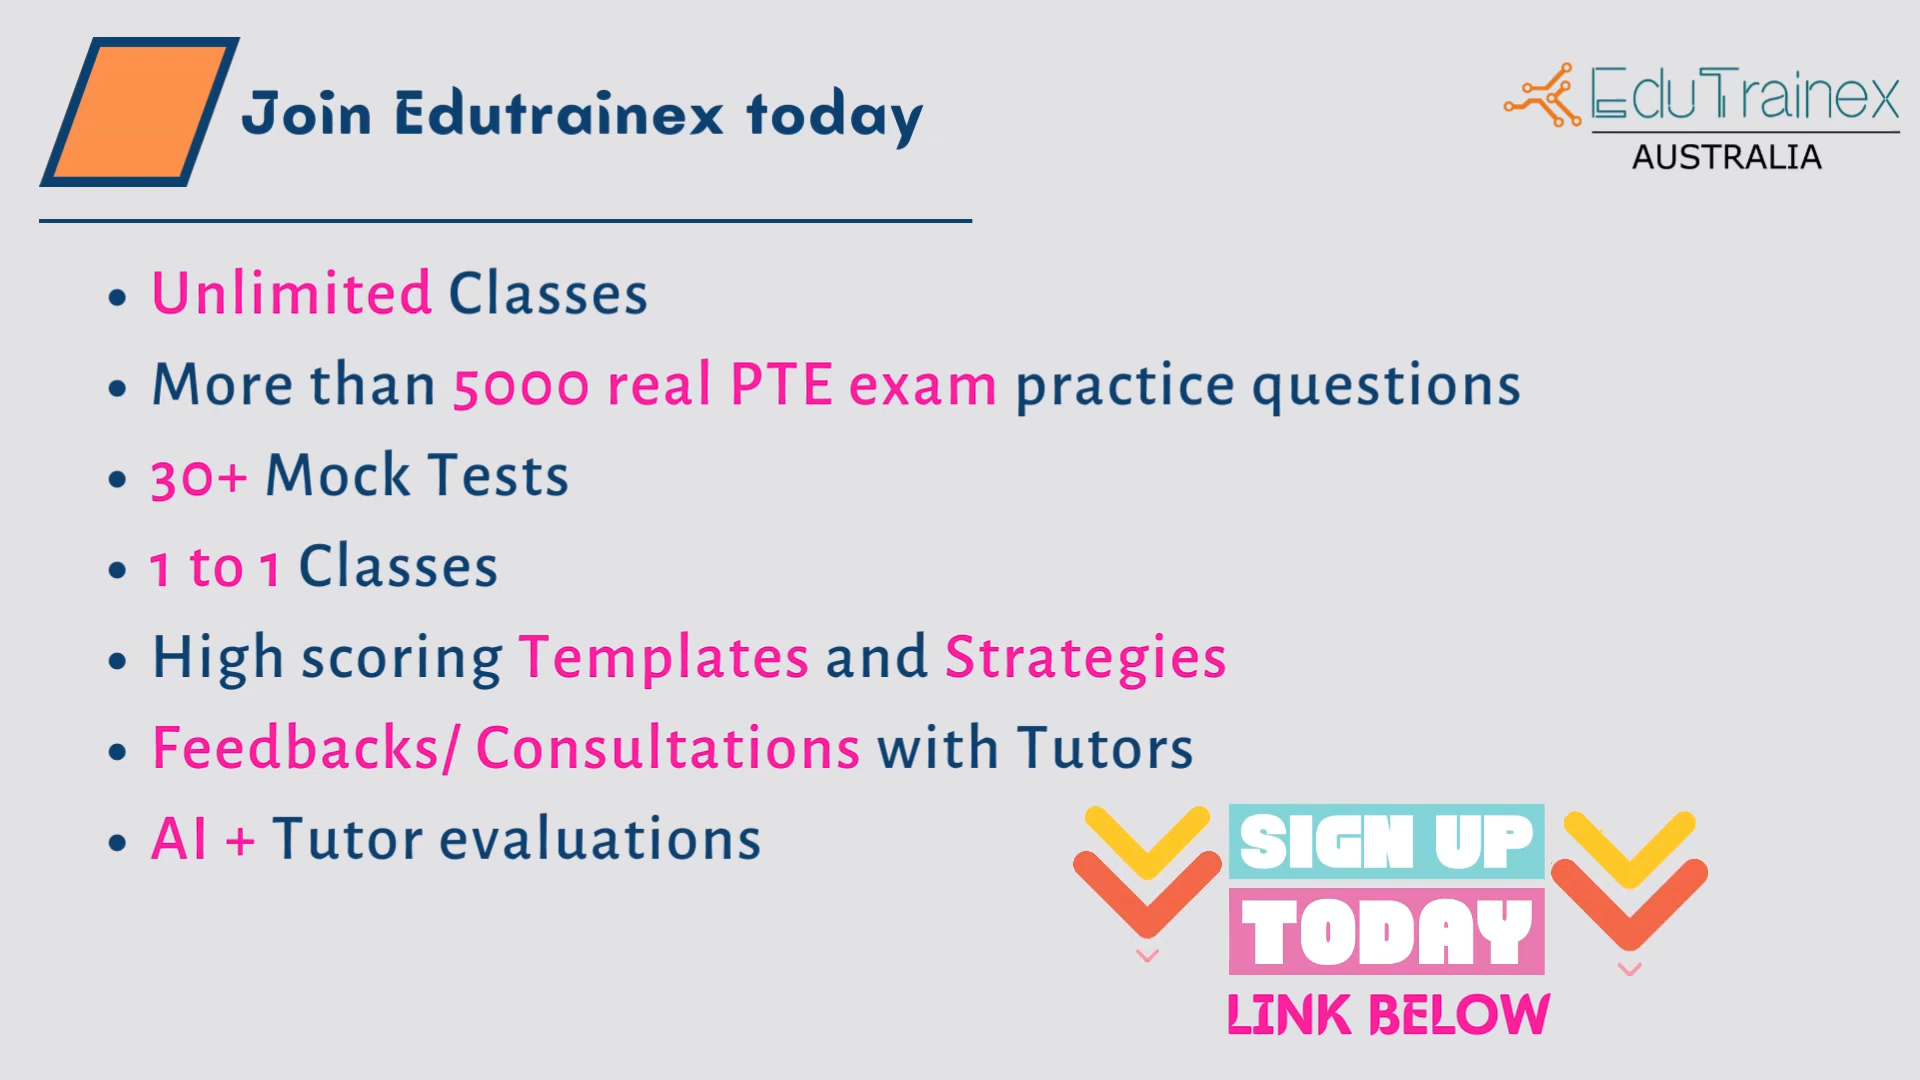 Join Edutrainex today
EduTrainex
AUSTRALIA
• Unlimited Classes
• More than 5000 real PTE exam practice questions
• 30+ Mock Tests
• 1 to 1 Classes
• High scoring Templates and Strategies
• Feedbacks/ Consultations with Tutors
• AI + Tutor evaluations
SIGN UP
TODAY
LINK BELOW